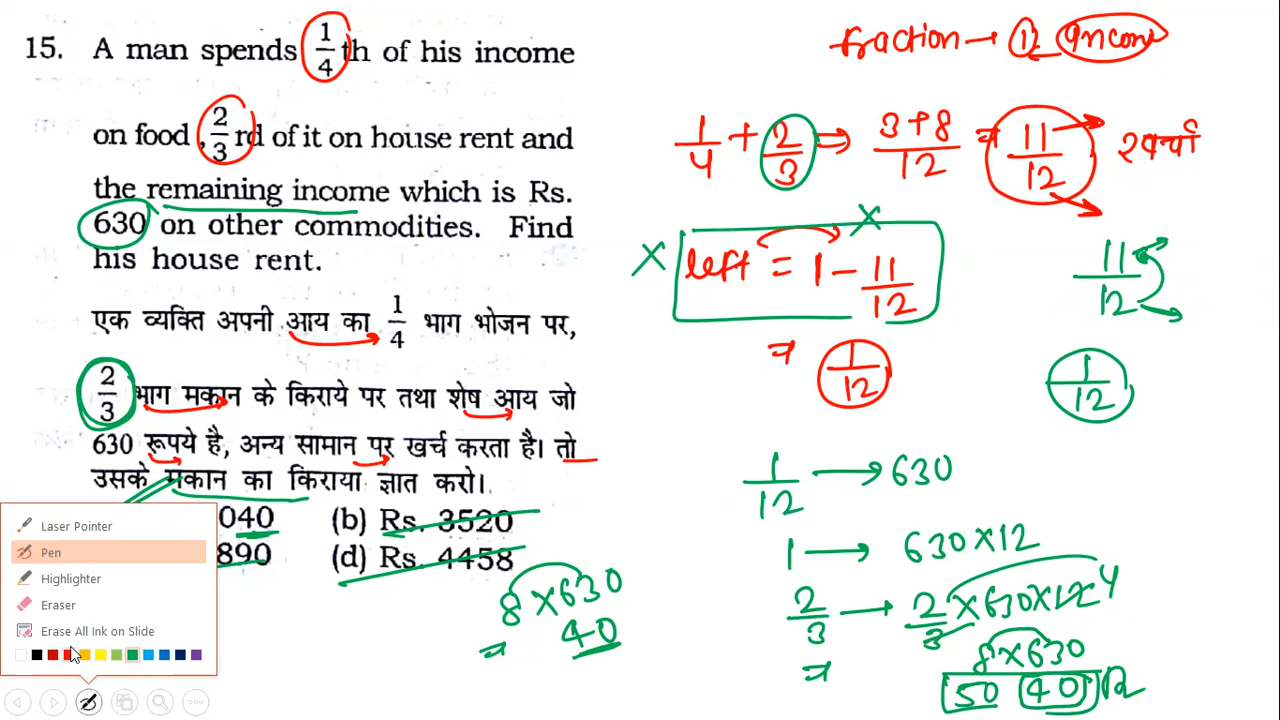 15. A man spends 1/4 th of his income
on food, 2/3 rd of it on house rent and
the remaining income which is Rs.
630 on other commodities. Find
his house rent.
एक व्यक्ति अपनी आय का 1/4 भाग भोजन पर,
2/3 भाग मकान के किराये पर तथा शेष आय जो
630 रूपये है, अन्य सामान पर खर्च करता है। तो
उसके मकान का किराया ज्ञात करो।
040 (b) Rs. 3520
890 (d) Rs. 4458
8×630
= 40
Laser Pointer
Pen
Highlighter
Eraser
Erase All Ink on Slide
fraction → income
1/4 + 2/3 → 3+8/12 = 11/12
left = 1 - 11/12
= 1/12
11/12
1/12
1/12 → 630
1 → 630×12
2/3 → 2/3 × 630×12 4
= 8×630
50 40